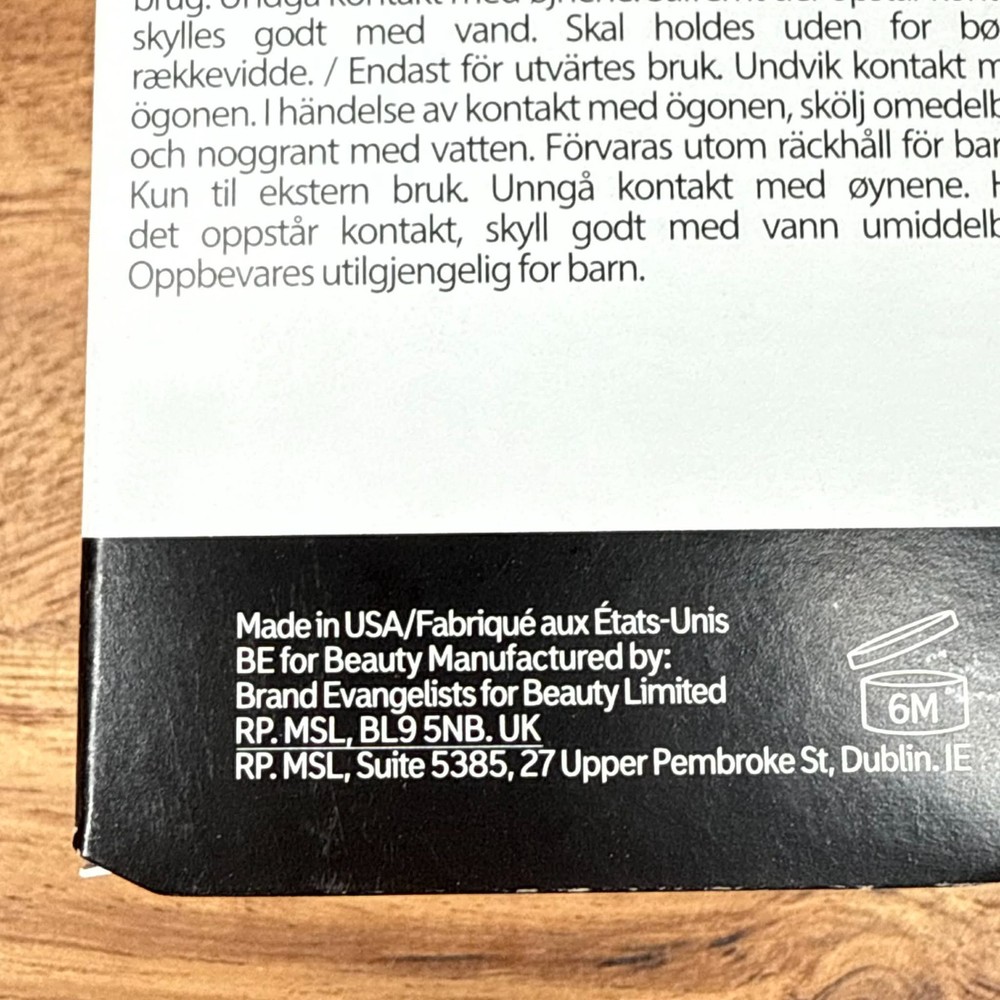 skylles godt med vand. Skal holdes uden for
rækkevidde. / Endast för utvärtes bruk. Undvik kontakt
ögonen. I händelse av kontakt med ögonen, skölj
och noggrant med vatten. Förvaras utom räckhåll för
Kun til ekstern bruk. Unngå kontakt med øynene.
det oppstår kontakt, skyll godt med vann
Oppbevares utilgjengelig for barn.
Made in USA/Fabriqué aux États-Unis
BE for Beauty Manufactured by:
Brand Evangelists for Beauty Limited
RP. MSL, BL9 5NB. UK
RP. MSL, Suite 5385, 27 Upper Pembroke St, Dublin. IE
6M